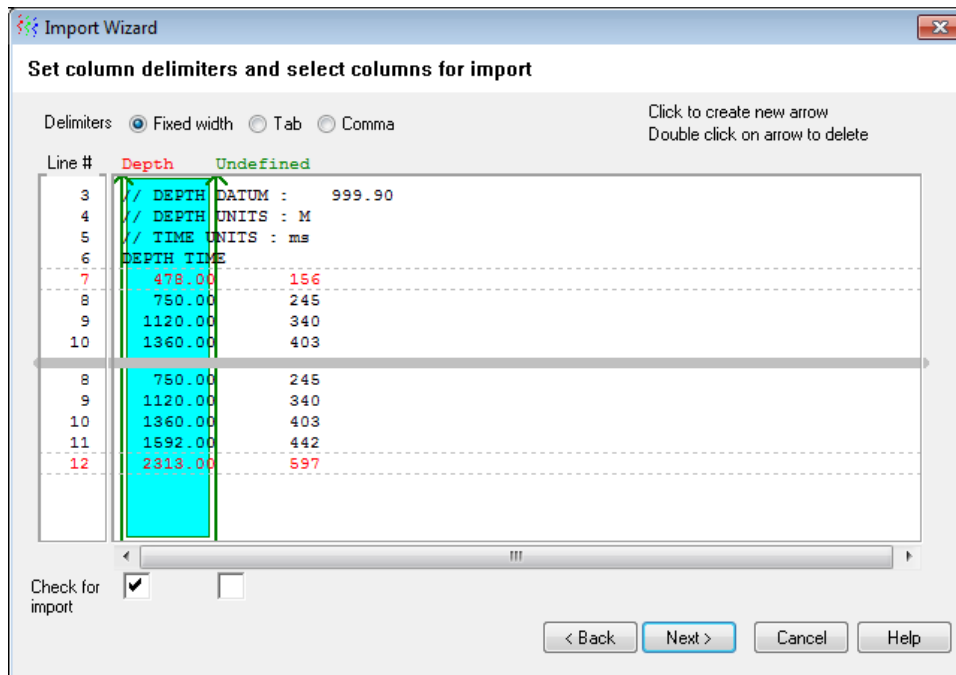 Import Wizard
Set column delimiters and select columns for import
Delimiters Fixed width Tab Comma
Click to create new arrow
Double click on arrow to delete
Line # Depth Undefined
3 // DEPTH DATUM : 999.90
4 // DEPTH UNITS : M
5 // TIME UNITS : ms
6 DEPTH TIME
7 478.00 156
8 750.00 245
9 1120.00 340
10 1360.00 403
8 750.00 245
9 1120.00 340
10 1360.00 403
11 1592.00 442
12 2313.00 597
Check for
import
< Back Next > Cancel Help